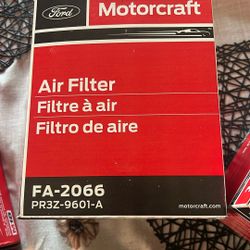 Ford
Motorcraft
Air Filter
Filtre à air
Filtro de aire
FA-2066
PR3Z-9601-A
motorcraft.com